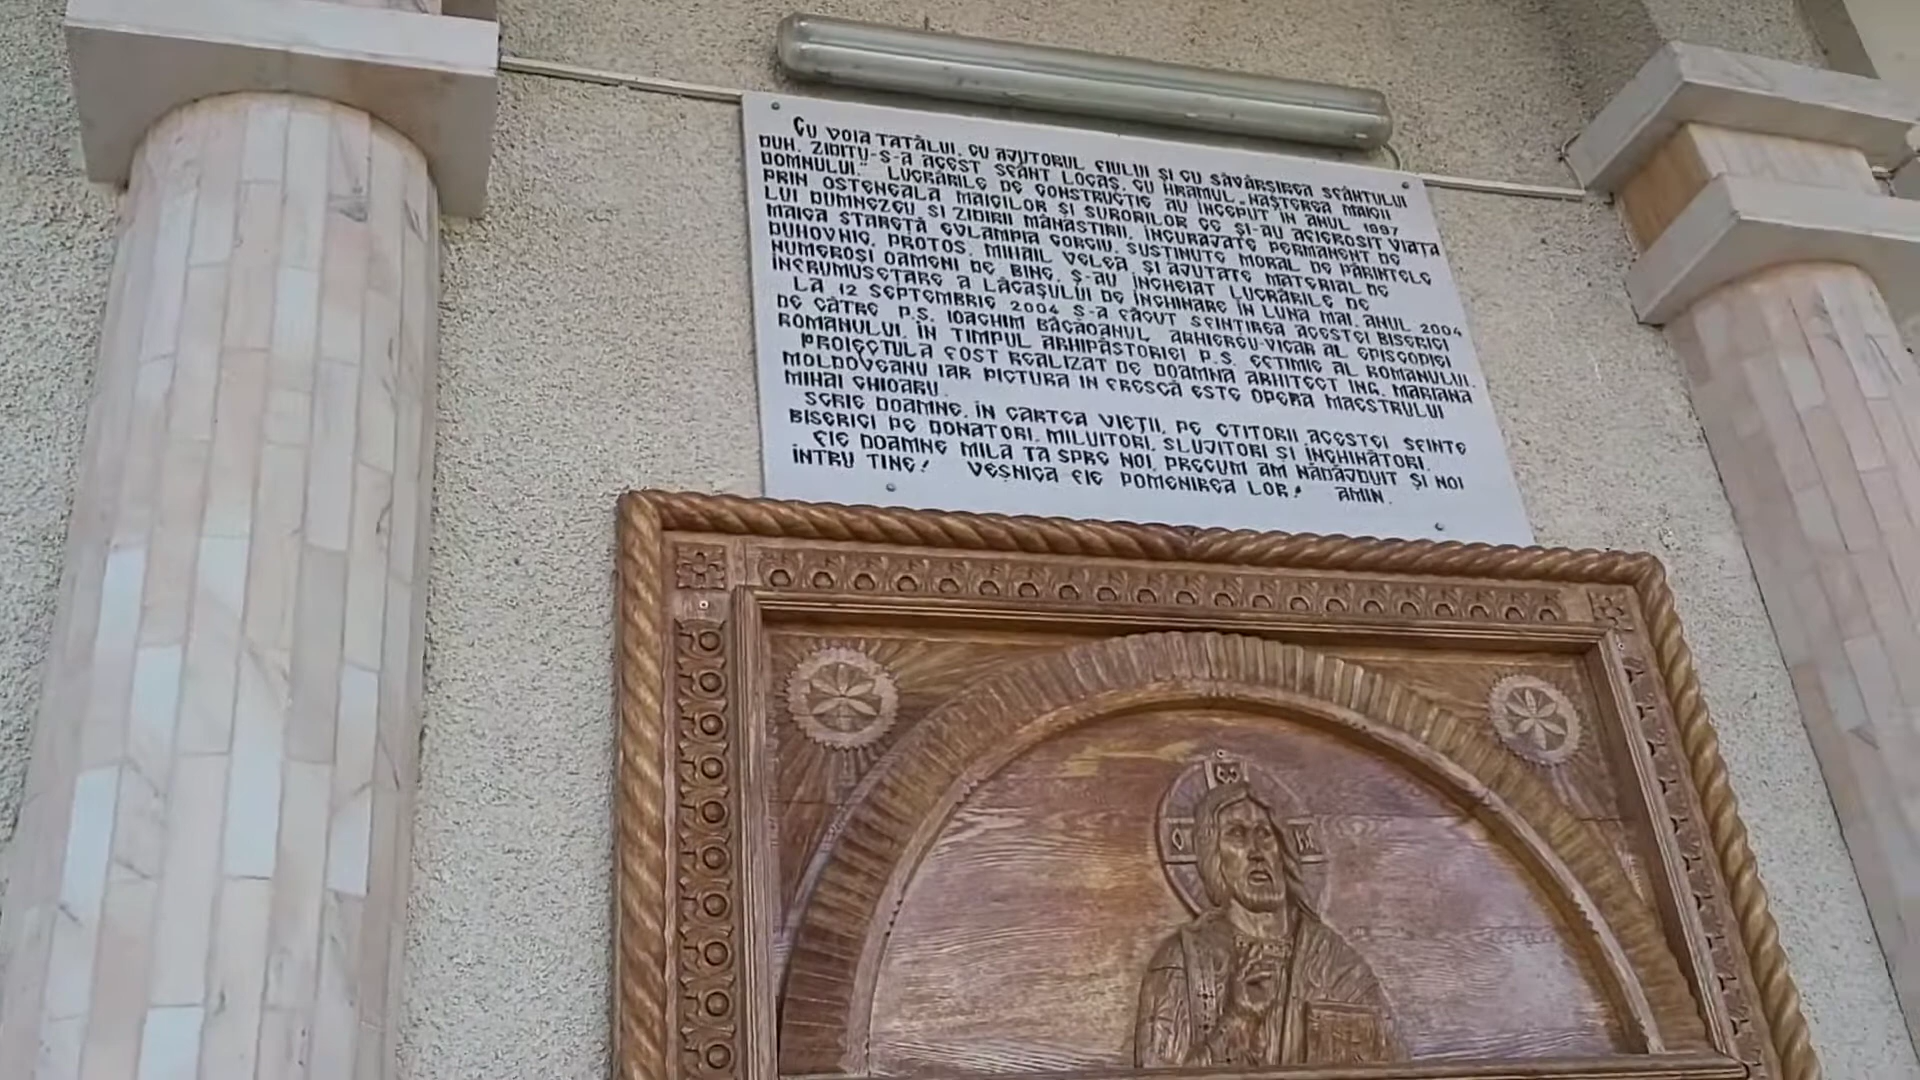 CU VOIA TATĂLUI, CU AJUTORUL FIULUI ȘI CU SĂVÂRȘIREA SFÂNTULUI
DUH, ZIDITU-S-A ACEST SFÂNT LOCAȘ, CU HRAMUL „NAȘTEREA MAICII
DOMNULUI". LUCRĂRILE DE CONSTRUCȚIE AU ÎNCEPUT ÎN ANUL 1997
PRIN OSTENEALA MAICILOR ȘI SURORILOR CE ȘI-AU AFIEROSIT VIAȚA
LUI DUMNEZEU ȘI ZIDIRII MÂNĂSTIRII, ÎNCURAJATE PERMANENT DE
MAICA STAREȚĂ EVLAMPIA GORGIU, SUSȚINUTE MORAL DE PĂRINTELE
DUHOVNIC, PROTOS. MIHAIL VELEA, ȘI AJUTATE MATERIAL DE
NUMEROȘI OAMENI DE BINE. S-AU ÎNCHEIAT LUCRĂRILE DE
ÎNFRUMUSEȚARE A LĂCAȘULUI DE ÎNCHINARE ÎN LUNA MAI, ANUL 2004
LA 12 SEPTEMBRIE 2004 S-A FĂCUT SFINȚIREA ACESTEI BISERICI
DE CĂTRE P.S. IOACHIM BĂCĂOANUL ARHIEREU-VICAR AL EPISCOPIEI
ROMANULUI, ÎN TIMPUL ARHIPĂSTORIEI P.S. EFTIMIE AL ROMANULUI.
PROIECTUL A FOST REALIZAT DE DOAMNA ARHITECT ING. MARIANA
MOLDOVEANU IAR PICTURA IN FRESCĂ ESTE OPERA MAESTRULUI
MIHAI CHIOARU.
SCRIE DOAMNE, ÎN CARTEA VIEȚII, PE CTITORII ACESTEI SFINTE
BISERICI PE DONATORI, MILUITORI, SLUJITORI ȘI ÎNCHINĂTORI.
FIE DOAMNE MILA TA SPRE NOI, PRECUM AM NĂDĂJDUIT ȘI NOI
ÎNTRU TINE! VEȘNICA FIE POMENIREA LOR! AMIN.